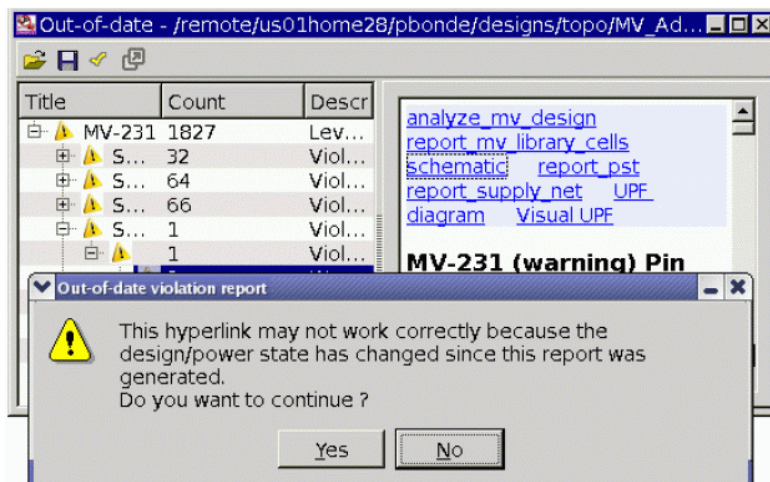 Out-of-date - /remote/us01home28/pbonde/designs/topo/MV_Ad...
Title Count Descr
MV-231 1827 Lev...
S... 32 Viol...
S... 64 Viol...
S... 66 Viol...
S... 1 Viol...
1 Viol...
analyze_mv_design
report_mv_library_cells
schematic report_pst
report_supply_net UPF
diagram Visual UPF
MV-231 (warning) Pin
Out-of-date violation report
This hyperlink may not work correctly because the
design/power state has changed since this report was
generated.
Do you want to continue ?
Yes No